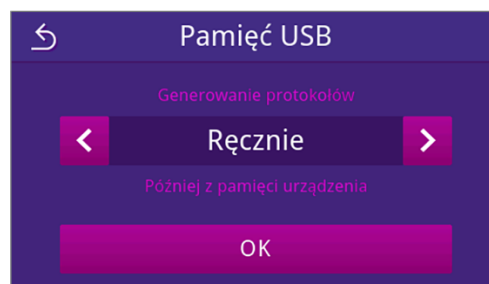 Pamięć USB
Generowanie protokołów
Ręcznie
Później z pamięci urządzenia
OK